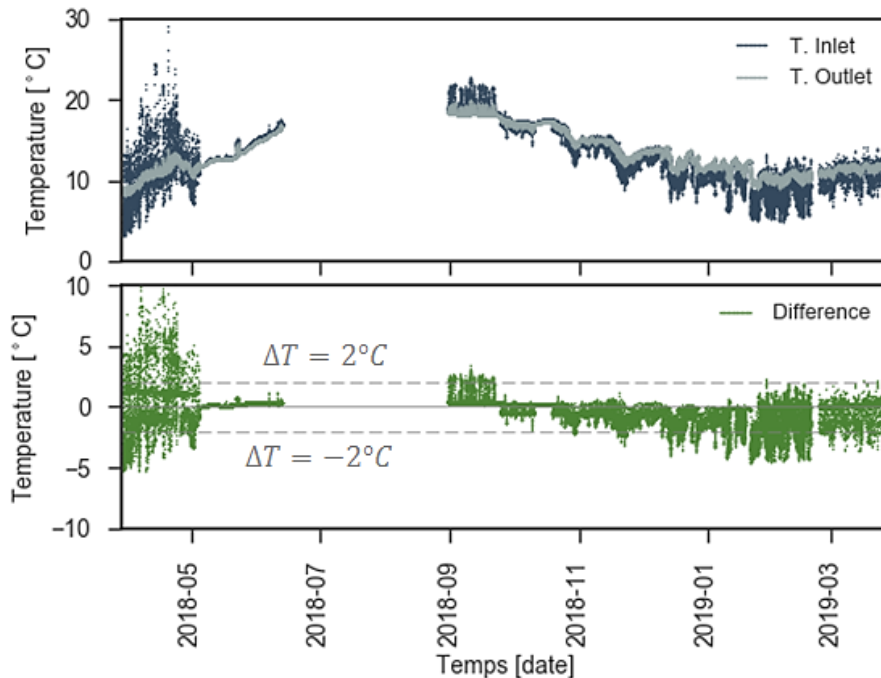 30
20
10
0
Temperature [°C]
T. Inlet
T. Outlet
10
5
0
−5
−10
Temperature [°C]
Difference
ΔT = 2°C
ΔT = −2°C
2018-05
2018-07
2018-09
2018-11
2019-01
2019-03
Temps [date]